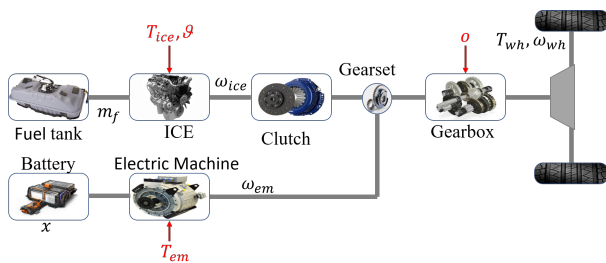 T_ice, ϑ
o
T_wh, ω_wh
ω_ice
Gearset
m_f
Fuel tank
ICE
Clutch
Gearbox
Battery
Electric Machine
ω_em
x
T_em